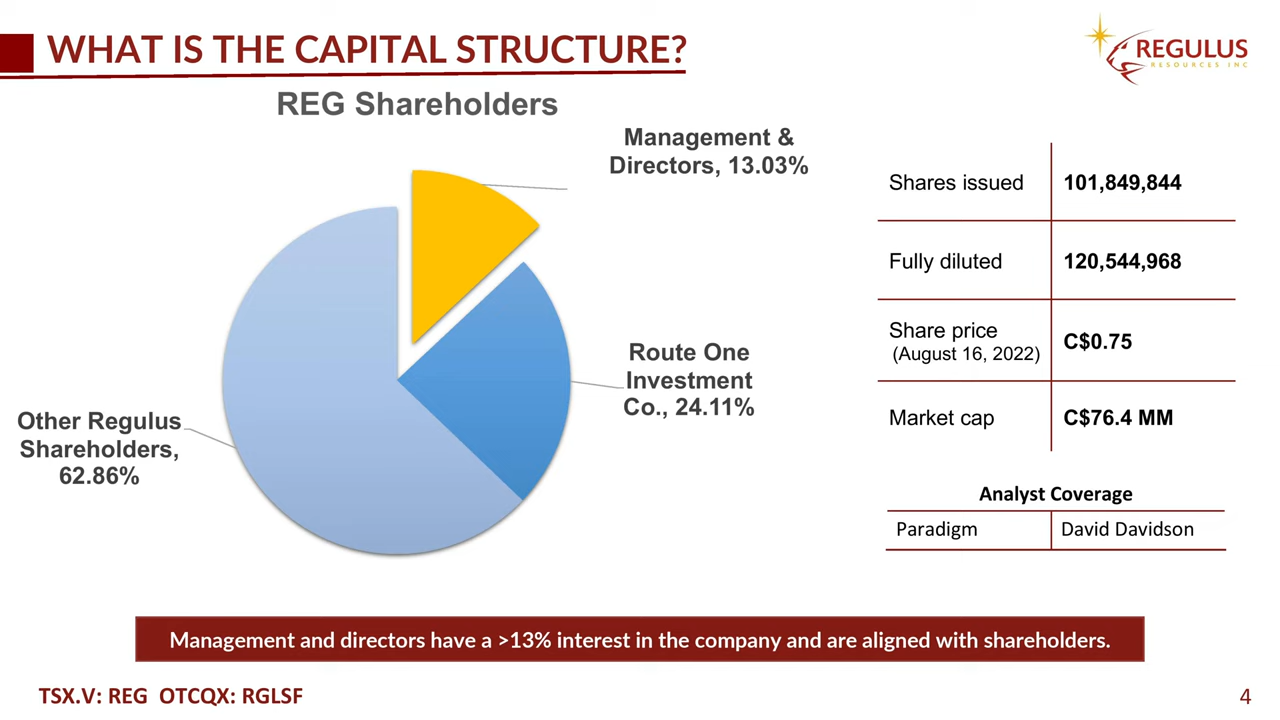 WHAT IS THE CAPITAL STRUCTURE?
REGULUS
RESOURCES INC
REG Shareholders
Management &
Directors, 13.03%
Route One
Investment
Co., 24.11%
Other Regulus
Shareholders,
62.86%
Shares issued 101,849,844
Fully diluted 120,544,968
Share price
(August 16, 2022) C$0.75
Market cap C$76.4 MM
Analyst Coverage
Paradigm David Davidson
Management and directors have a >13% interest in the company and are aligned with shareholders.
TSX.V: REG OTCQX: RGLSF
4